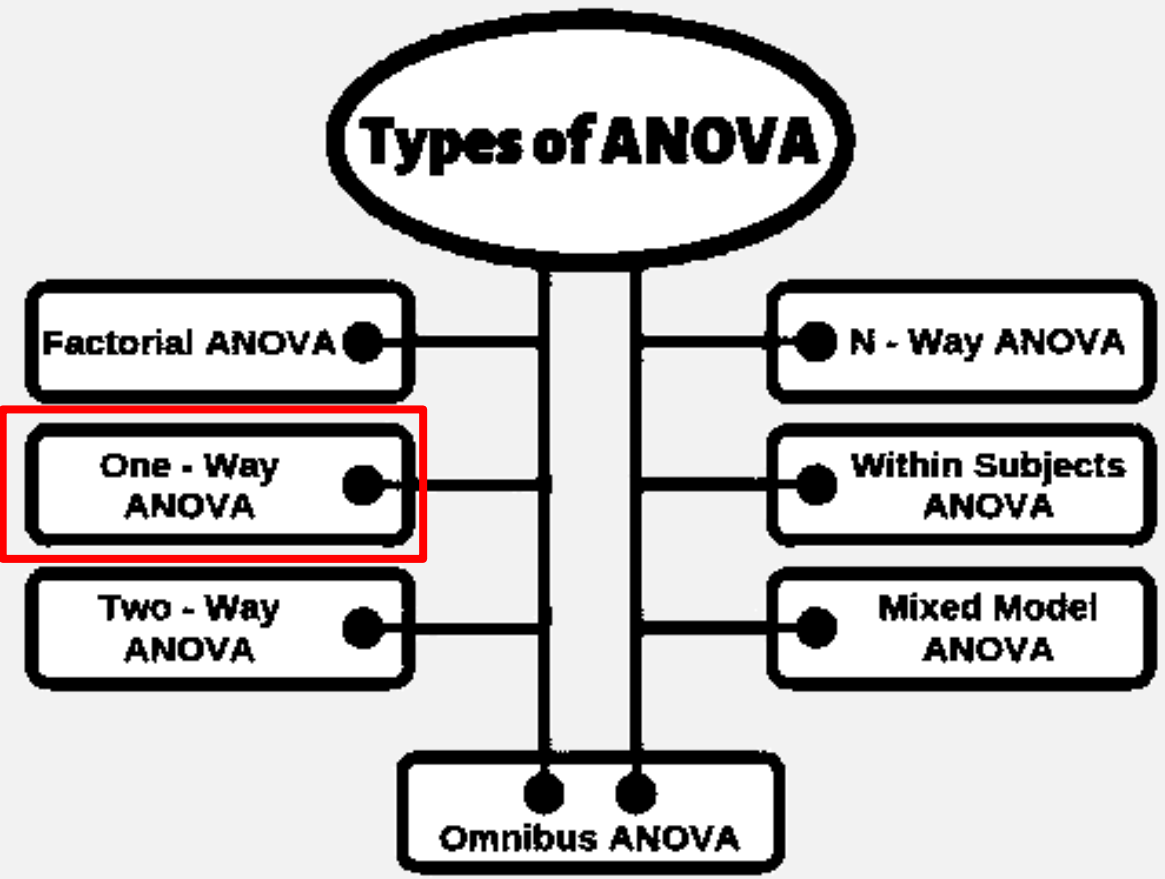 Types of ANOVA
Factorial ANOVA
One - Way
ANOVA
Two - Way
ANOVA
N - Way ANOVA
Within Subjects
ANOVA
Mixed Model
ANOVA
Omnibus ANOVA